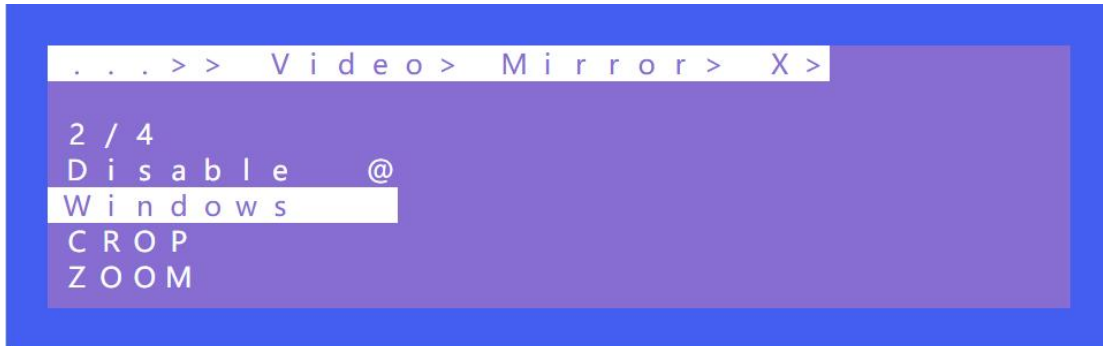 ...>> Video> Mirror> X>
2/4
Disable @
Windows
CROP
ZOOM